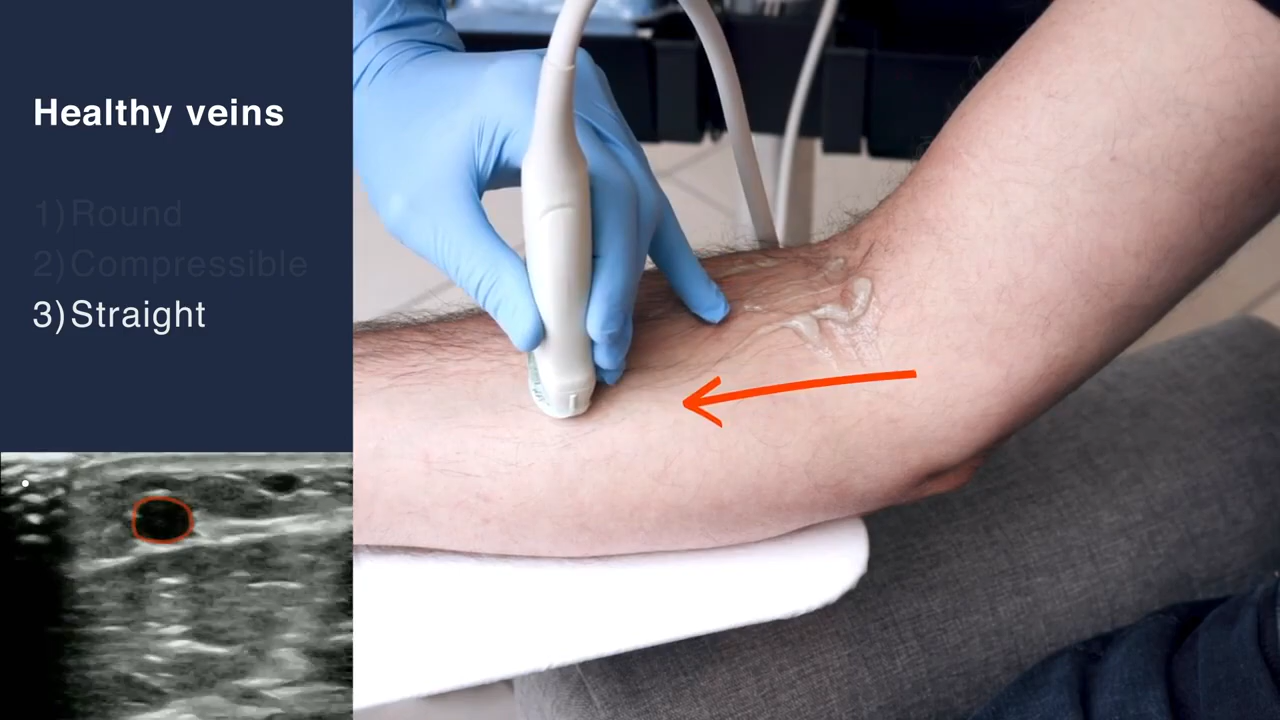 Healthy veins
1) Round
2) Compressible
3) Straight